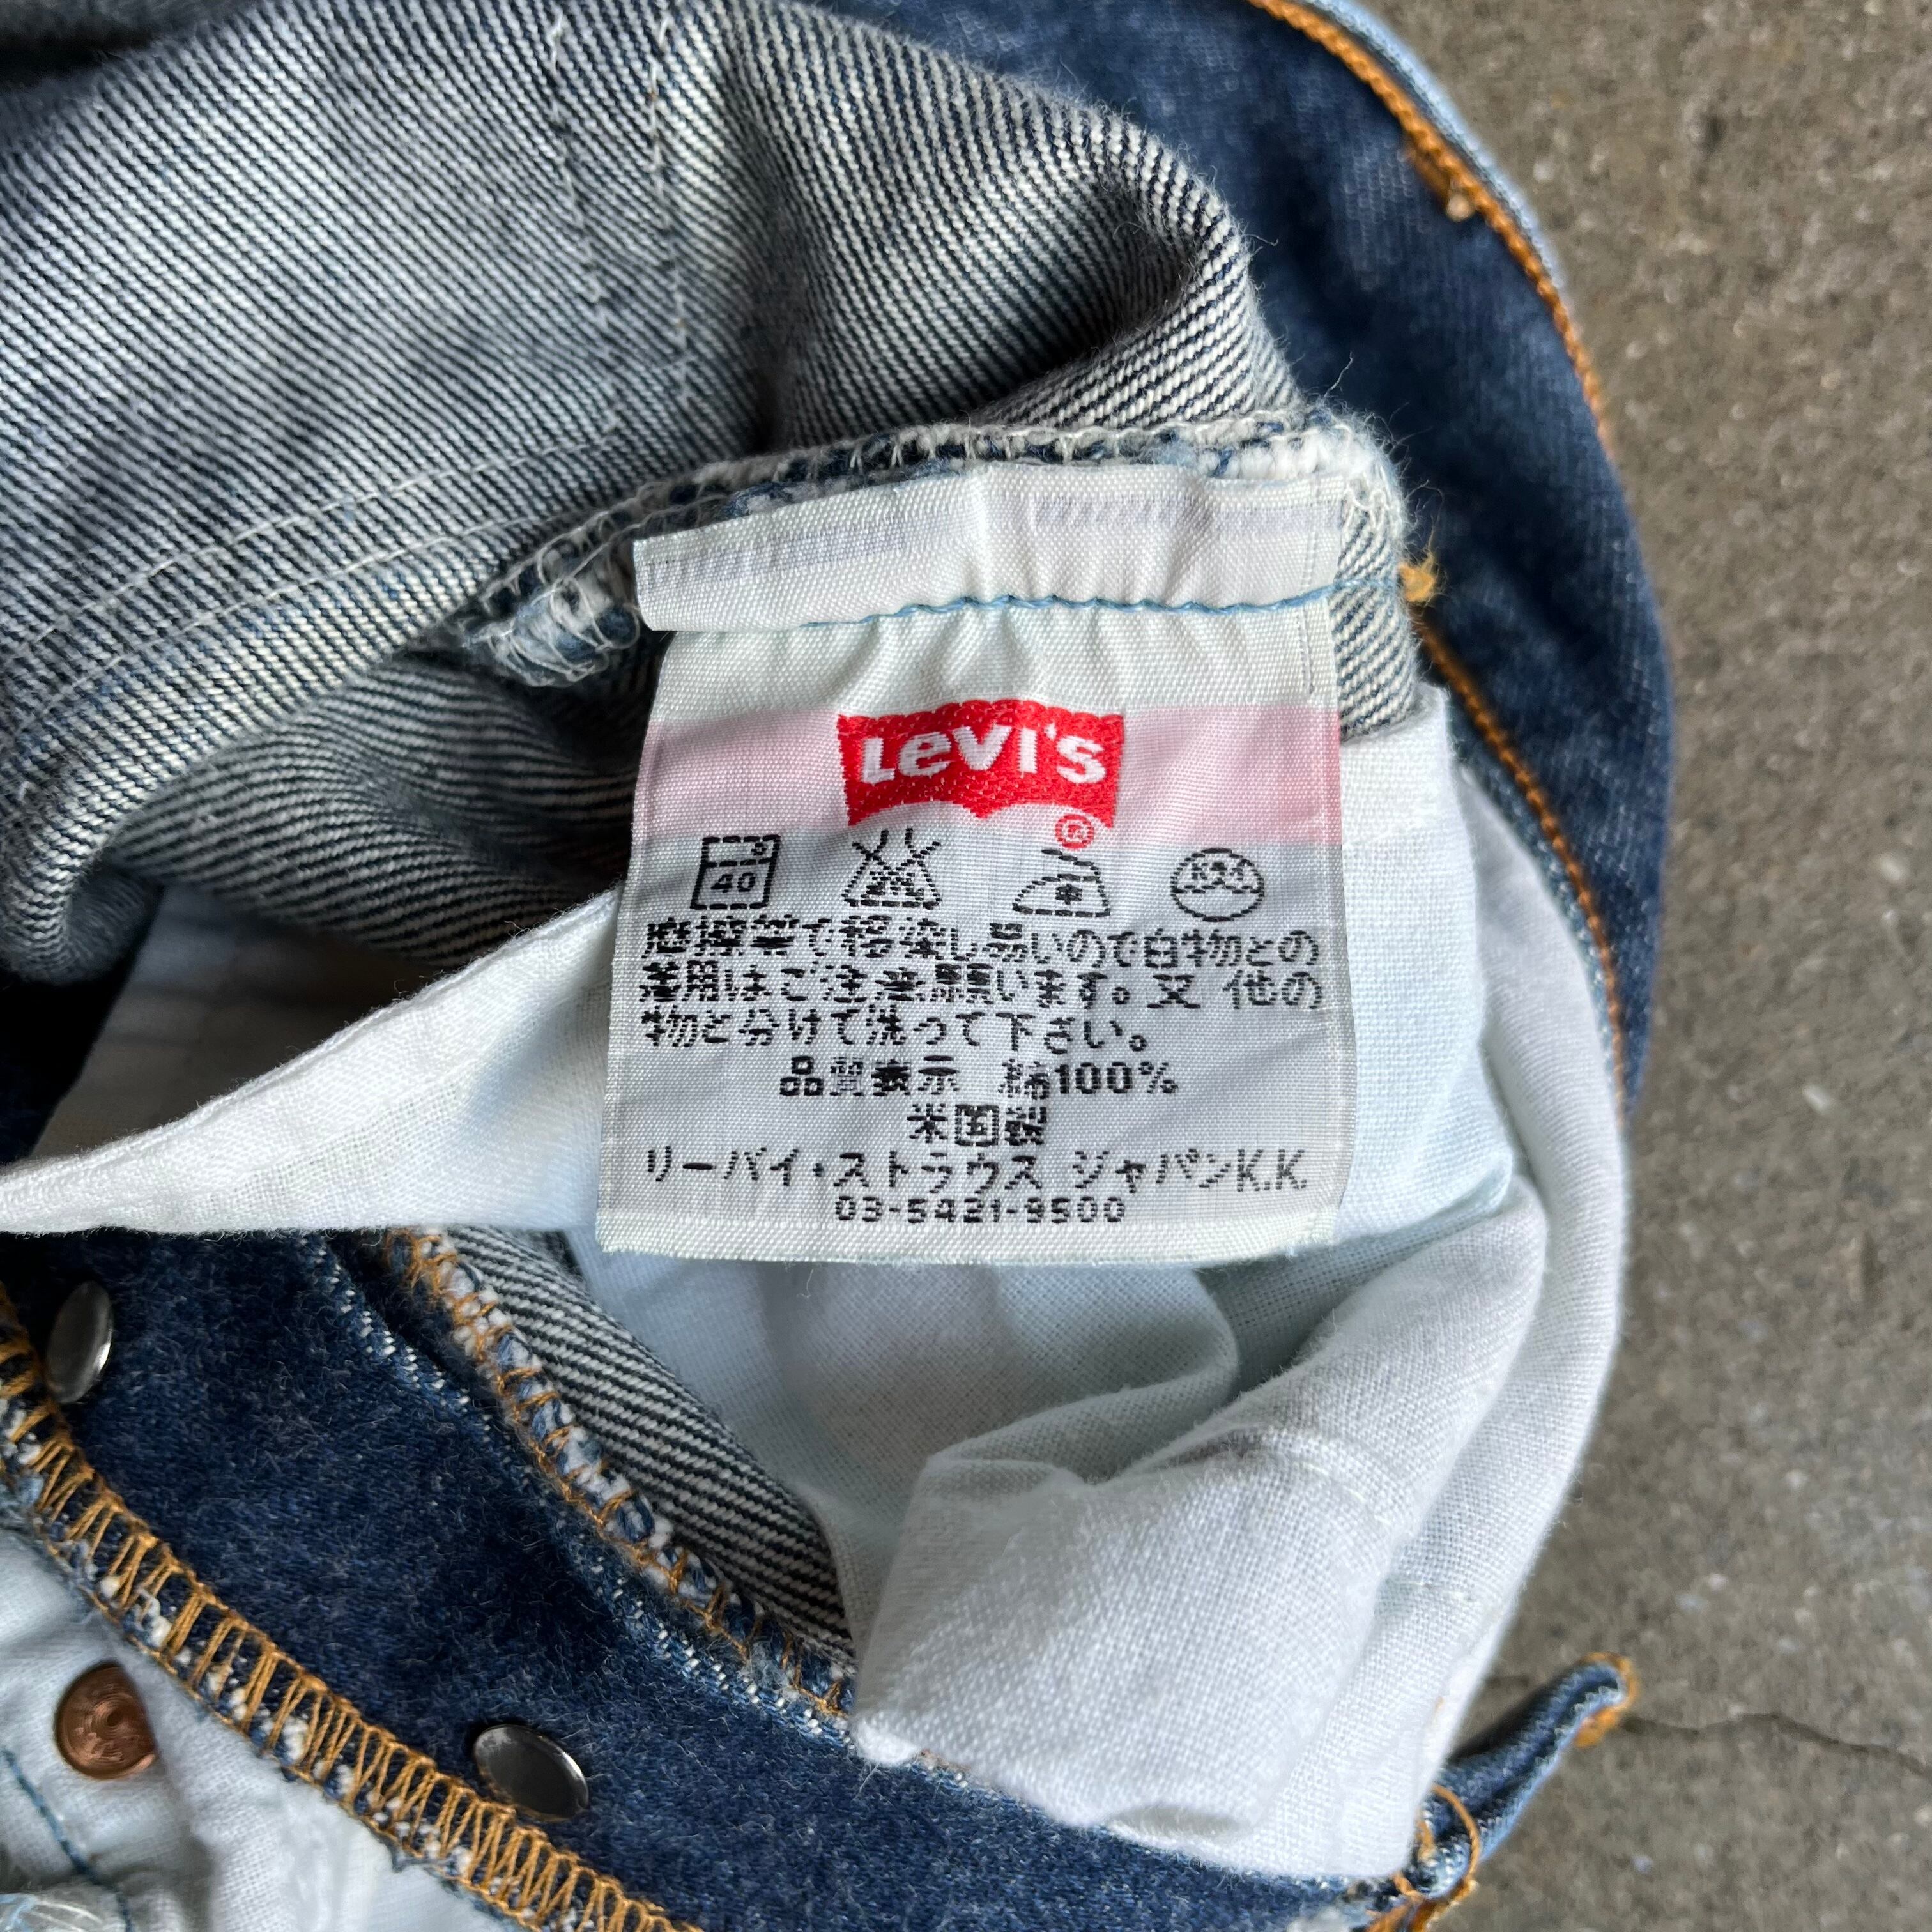 Levi's
®
40
摩擦等で移染し易いので白物との
着用はご注意願います。又 他の
物と分けて洗って下さい。
品質表示 綿100%
米国製
リーバイ・ストラウス ジャパンK.K.
03-5421-9500